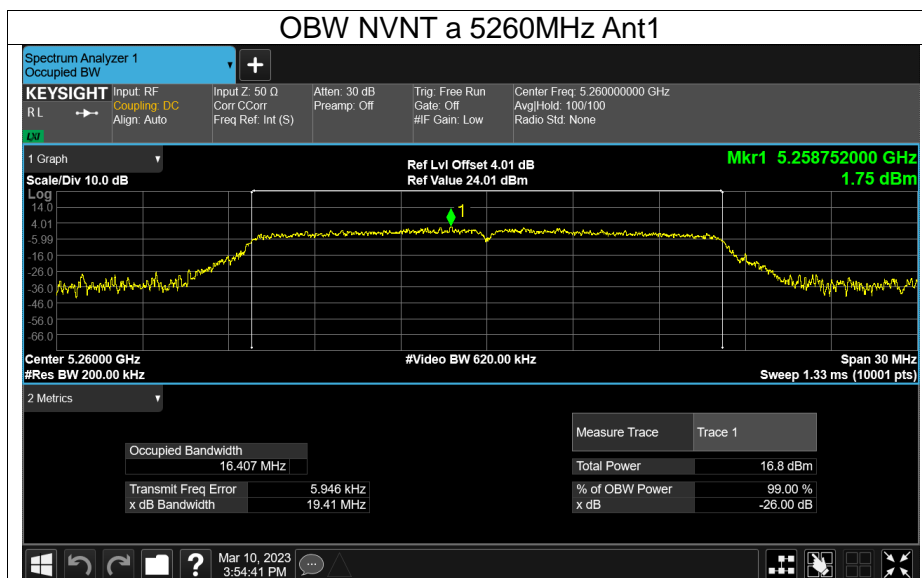 OBW NVNT a 5260MHz Ant1
Spectrum Analyzer 1
Occupied BW
+
KEYSIGHT
R L
LXI
Input: RF
Coupling: DC
Align: Auto
Input Z: 50 Ω
Corr CCorr
Freq Ref: Int (S)
Atten: 30 dB
Preamp: Off
Trig: Free Run
Gate: Off
#IF Gain: Low
Center Freq: 5.260000000 GHz
Avg|Hold: 100/100
Radio Std: None
1 Graph
Scale/Div 10.0 dB
Ref Lvl Offset 4.01 dB
Ref Value 24.01 dBm
Mkr1 5.258752000 GHz
1.75 dBm
Log
14.0
4.01
-5.99
-16.0
-26.0
-36.0
-46.0
-56.0
-66.0
1
Center 5.26000 GHz
#Res BW 200.00 kHz
#Video BW 620.00 kHz
Span 30 MHz
Sweep 1.33 ms (10001 pts)
2 Metrics
Occupied Bandwidth
16.407 MHz
Transmit Freq Error 5.946 kHz
x dB Bandwidth 19.41 MHz
Measure Trace Trace 1
Total Power 16.8 dBm
% of OBW Power 99.00 %
x dB -26.00 dB
?
Mar 10, 2023
3:54:41 PM